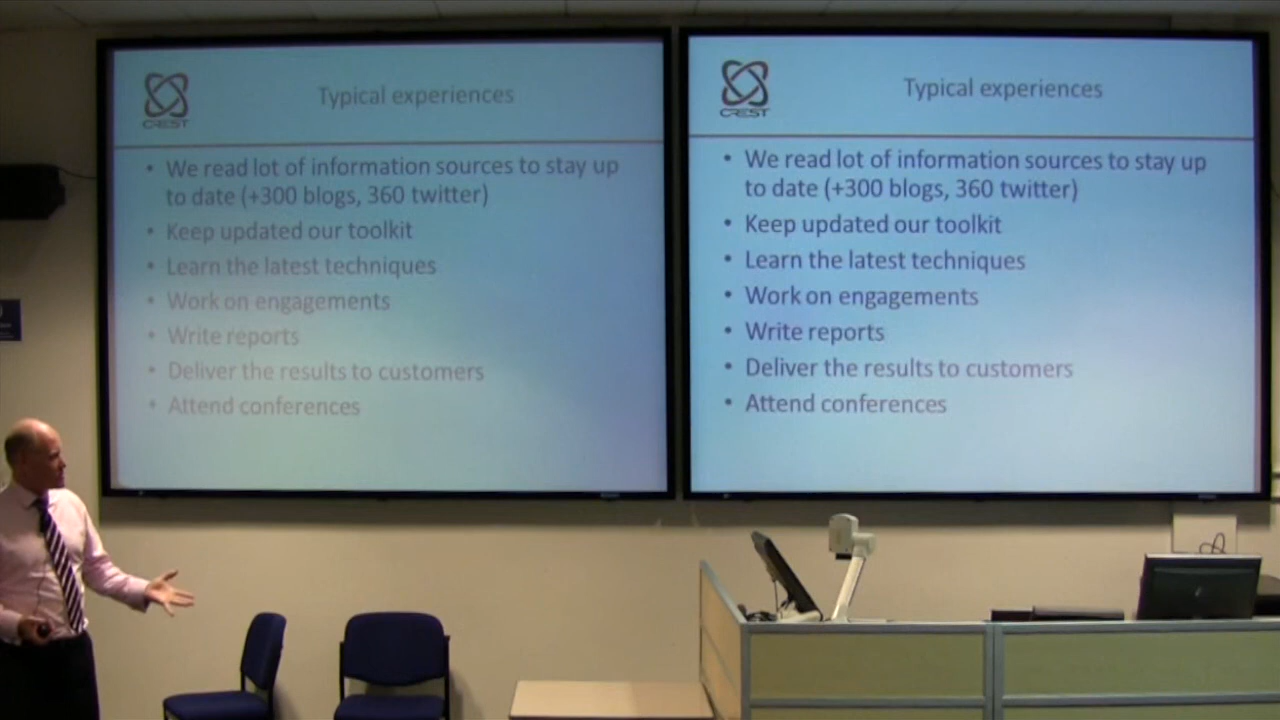 CREST
Typical experiences
• We read lot of information sources to stay up
to date (+300 blogs, 360 twitter)
• Keep updated our toolkit
• Learn the latest techniques
• Work on engagements
• Write reports
• Deliver the results to customers
• Attend conferences
CREST
Typical experiences
• We read lot of information sources to stay up
to date (+300 blogs, 360 twitter)
• Keep updated our toolkit
• Learn the latest techniques
• Work on engagements
• Write reports
• Deliver the results to customers
• Attend conferences